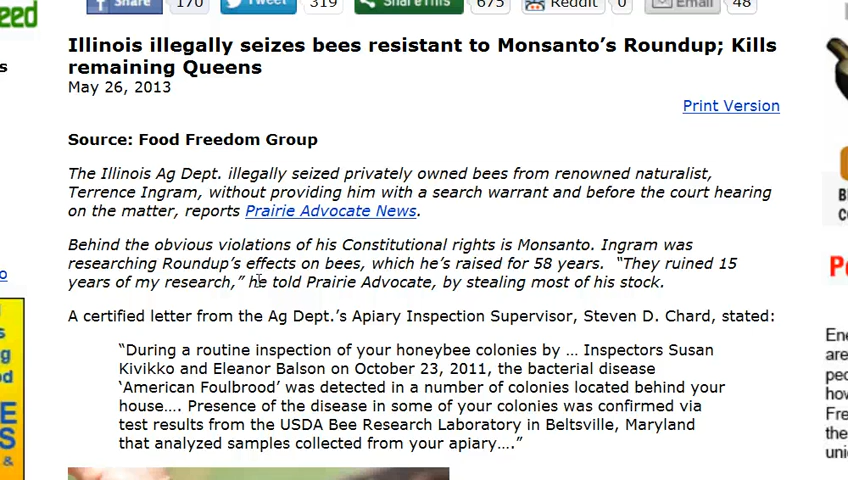 eed
Share
170
Tweet
319
ShareThis
675
Reddit
0
Email
48
Illinois illegally seizes bees resistant to Monsanto's Roundup; Kills
remaining Queens
May 26, 2013
Print Version
Source: Food Freedom Group
The Illinois Ag Dept. illegally seized privately owned bees from renowned naturalist,
Terrence Ingram, without providing him with a search warrant and before the court hearing
on the matter, reports Prairie Advocate News.
Behind the obvious violations of his Constitutional rights is Monsanto. Ingram was
researching Roundup's effects on bees, which he's raised for 58 years. “They ruined 15
years of my research,” he told Prairie Advocate, by stealing most of his stock.
A certified letter from the Ag Dept.'s Apiary Inspection Supervisor, Steven D. Chard, stated:
“During a routine inspection of your honeybee colonies by … Inspectors Susan
Kivikko and Eleanor Balson on October 23, 2011, the bacterial disease
‘American Foulbrood’ was detected in a number of colonies located behind your
house…. Presence of the disease in some of your colonies was confirmed via
test results from the USDA Bee Research Laboratory in Beltsville, Maryland
that analyzed samples collected from your apiary….”